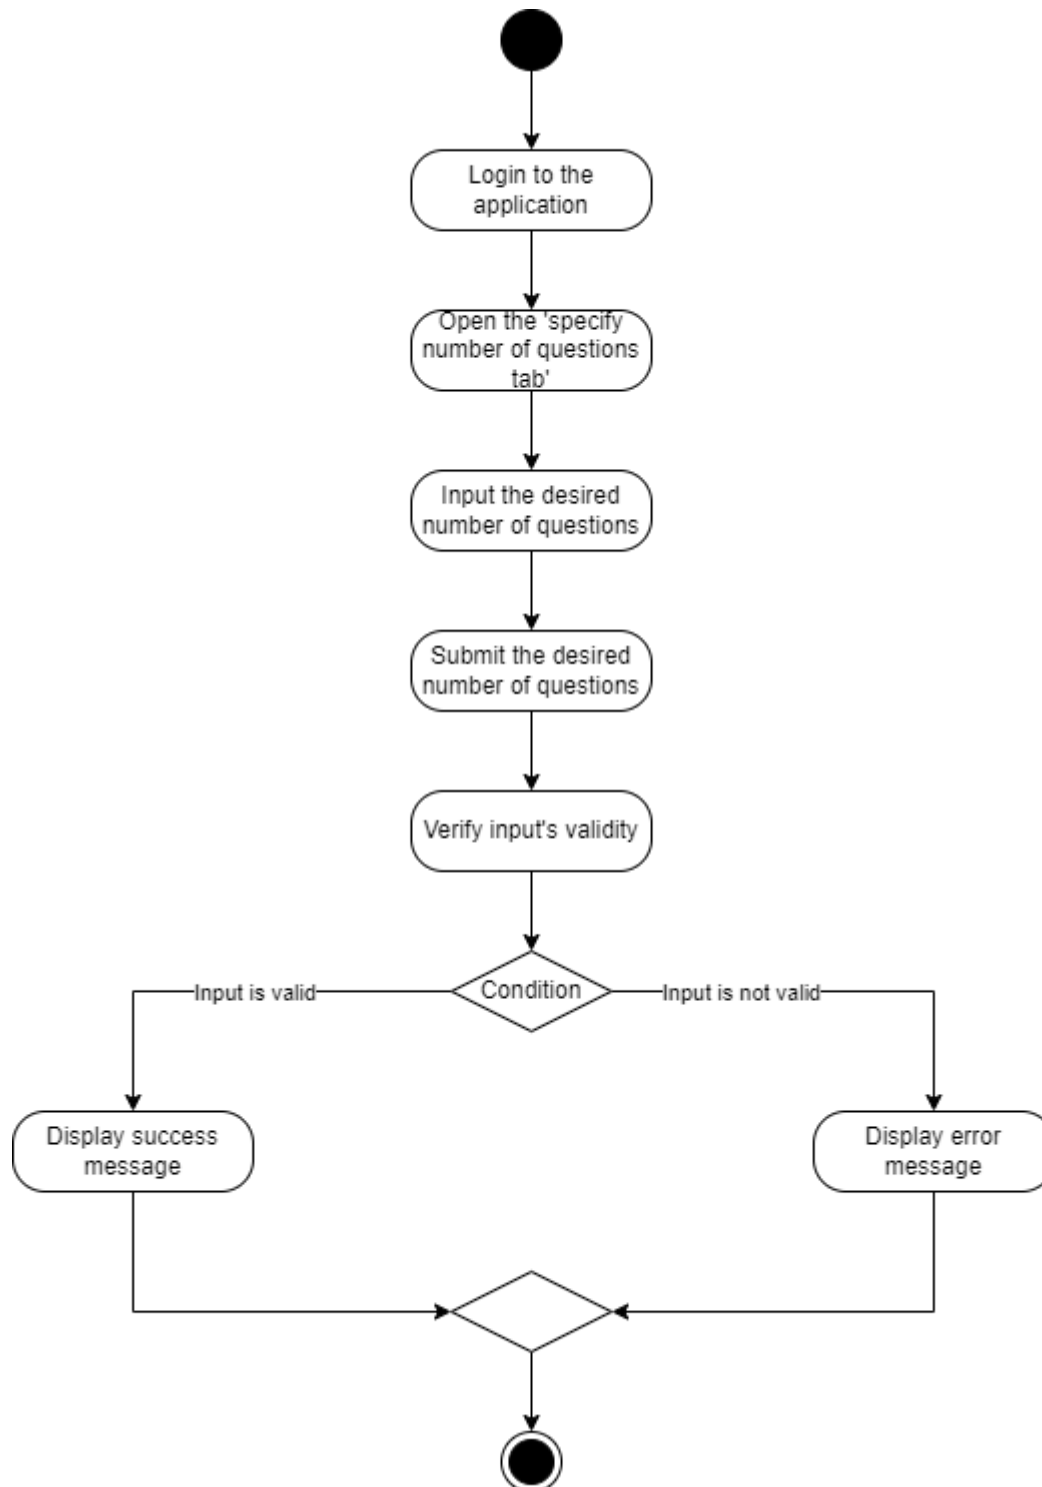 Login to the
application
Open the 'specify
number of questions
tab'
Input the desired
number of questions
Submit the desired
number of questions
Verify input's validity
Input is valid
Condition
Input is not valid
Display success
message
Display error
message